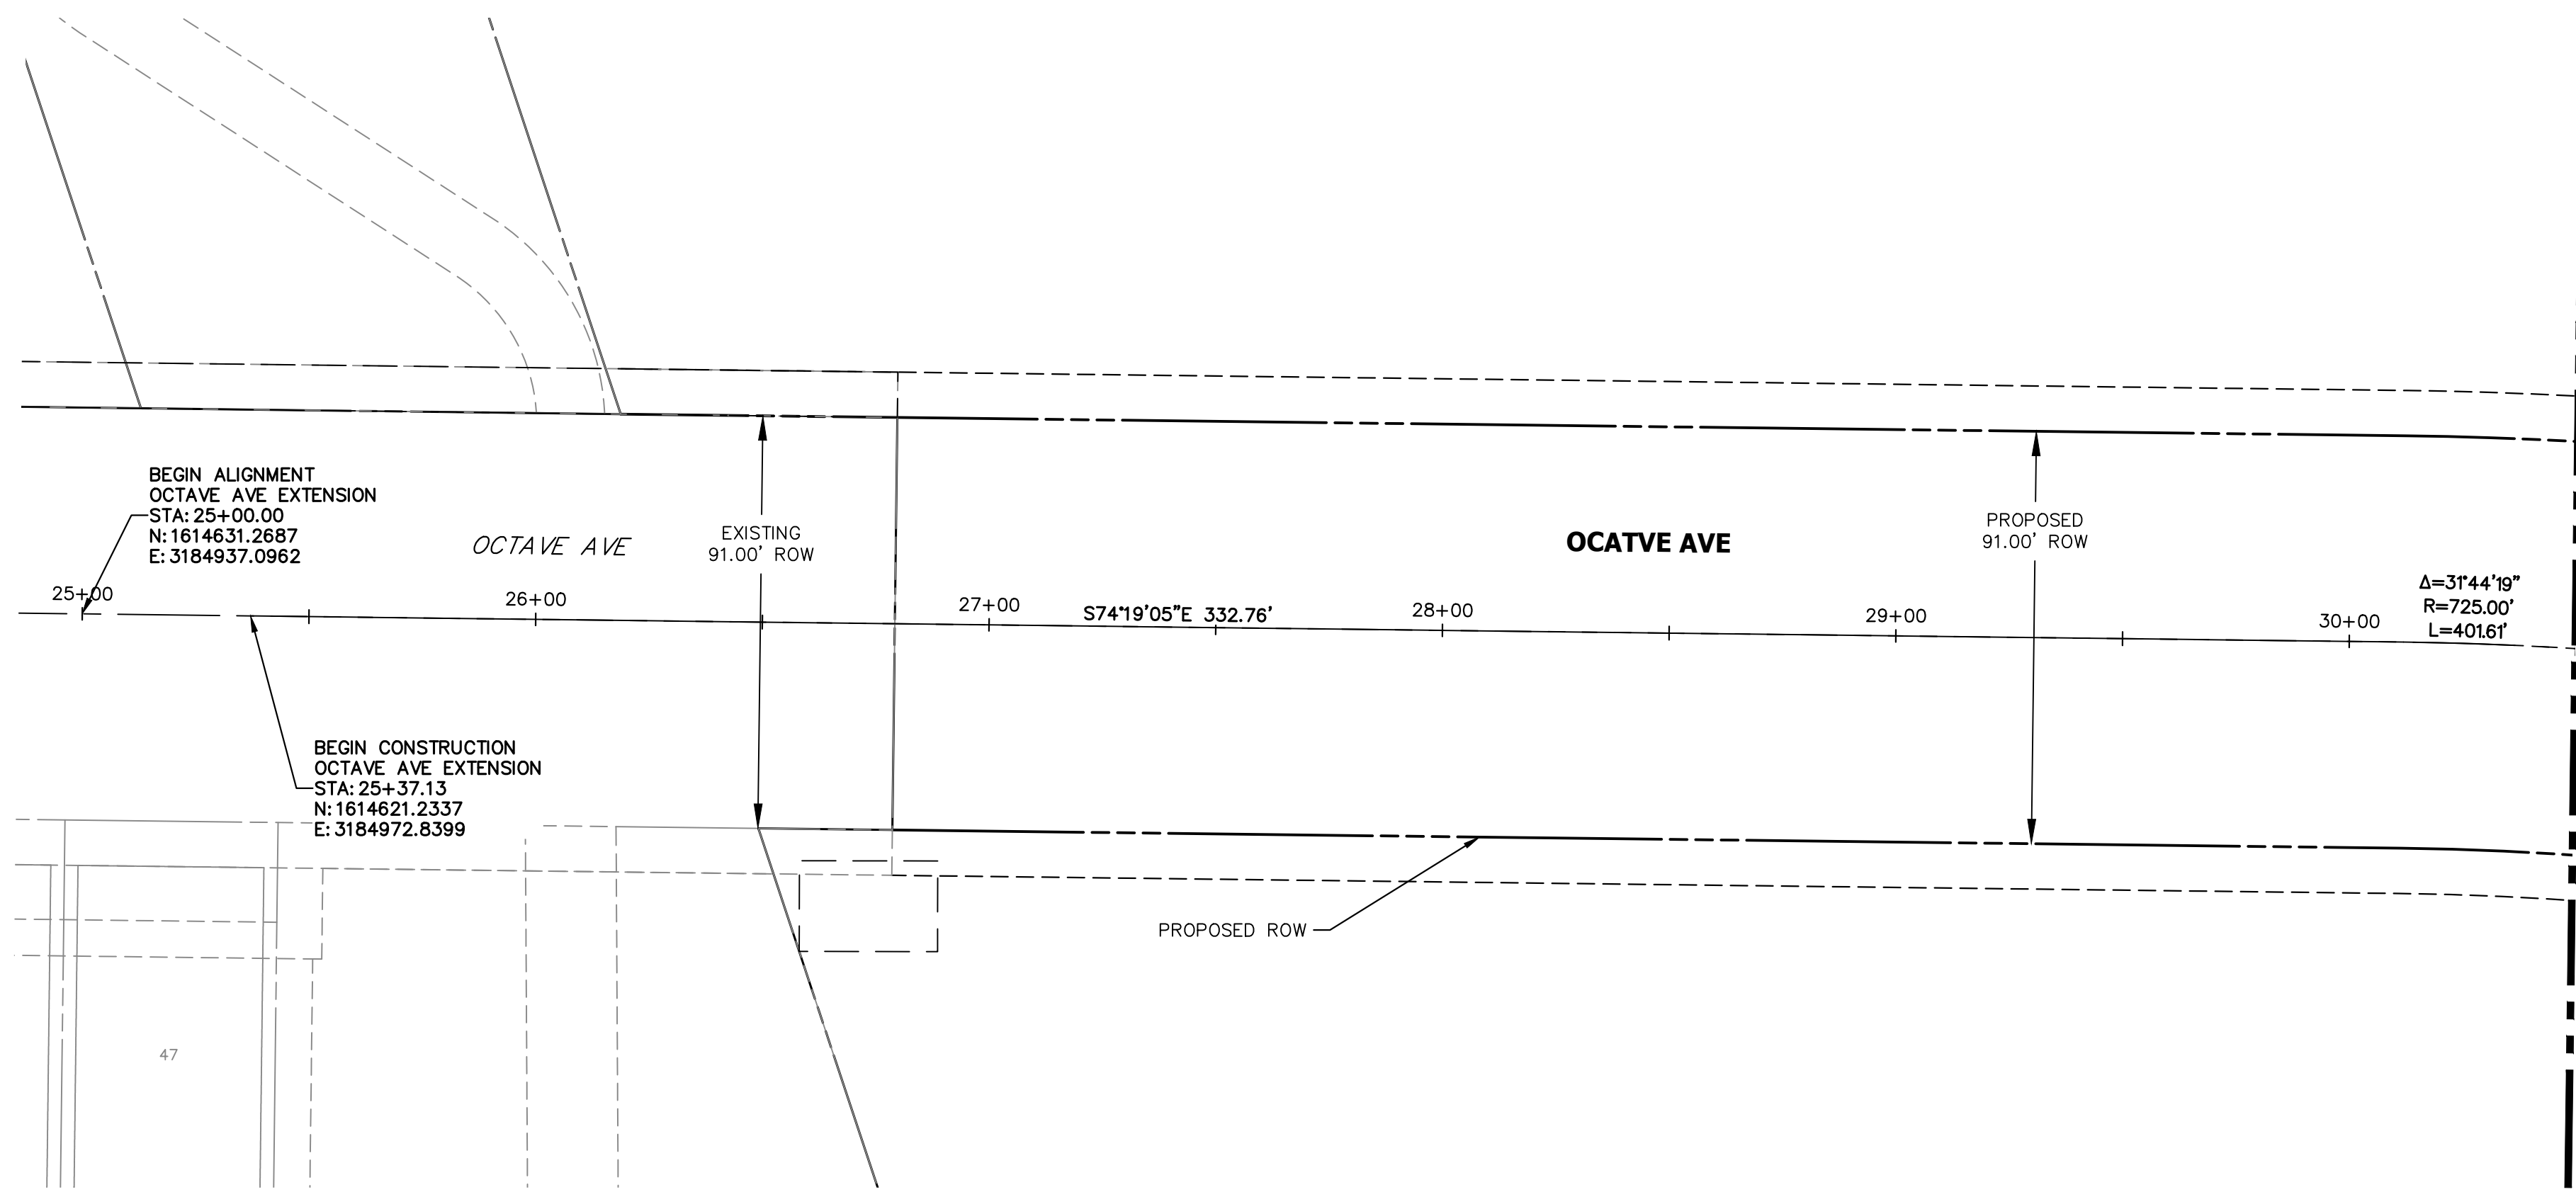 BEGIN ALIGNMENT
OCTAVE AVE EXTENSION
STA: 25+00.00
N: 1614631.2687
E: 3184937.0962
OCTAVE AVE
EXISTING
91.00' ROW
OCATVE AVE
PROPOSED
91.00' ROW
25+00
26+00
27+00
S74°19'05"E 332.76'
28+00
29+00
30+00
Δ=31°44'19"
R=725.00'
L=401.61'
BEGIN CONSTRUCTION
OCTAVE AVE EXTENSION
STA: 25+37.13
N: 1614621.2337
E: 3184972.8399
PROPOSED ROW
47